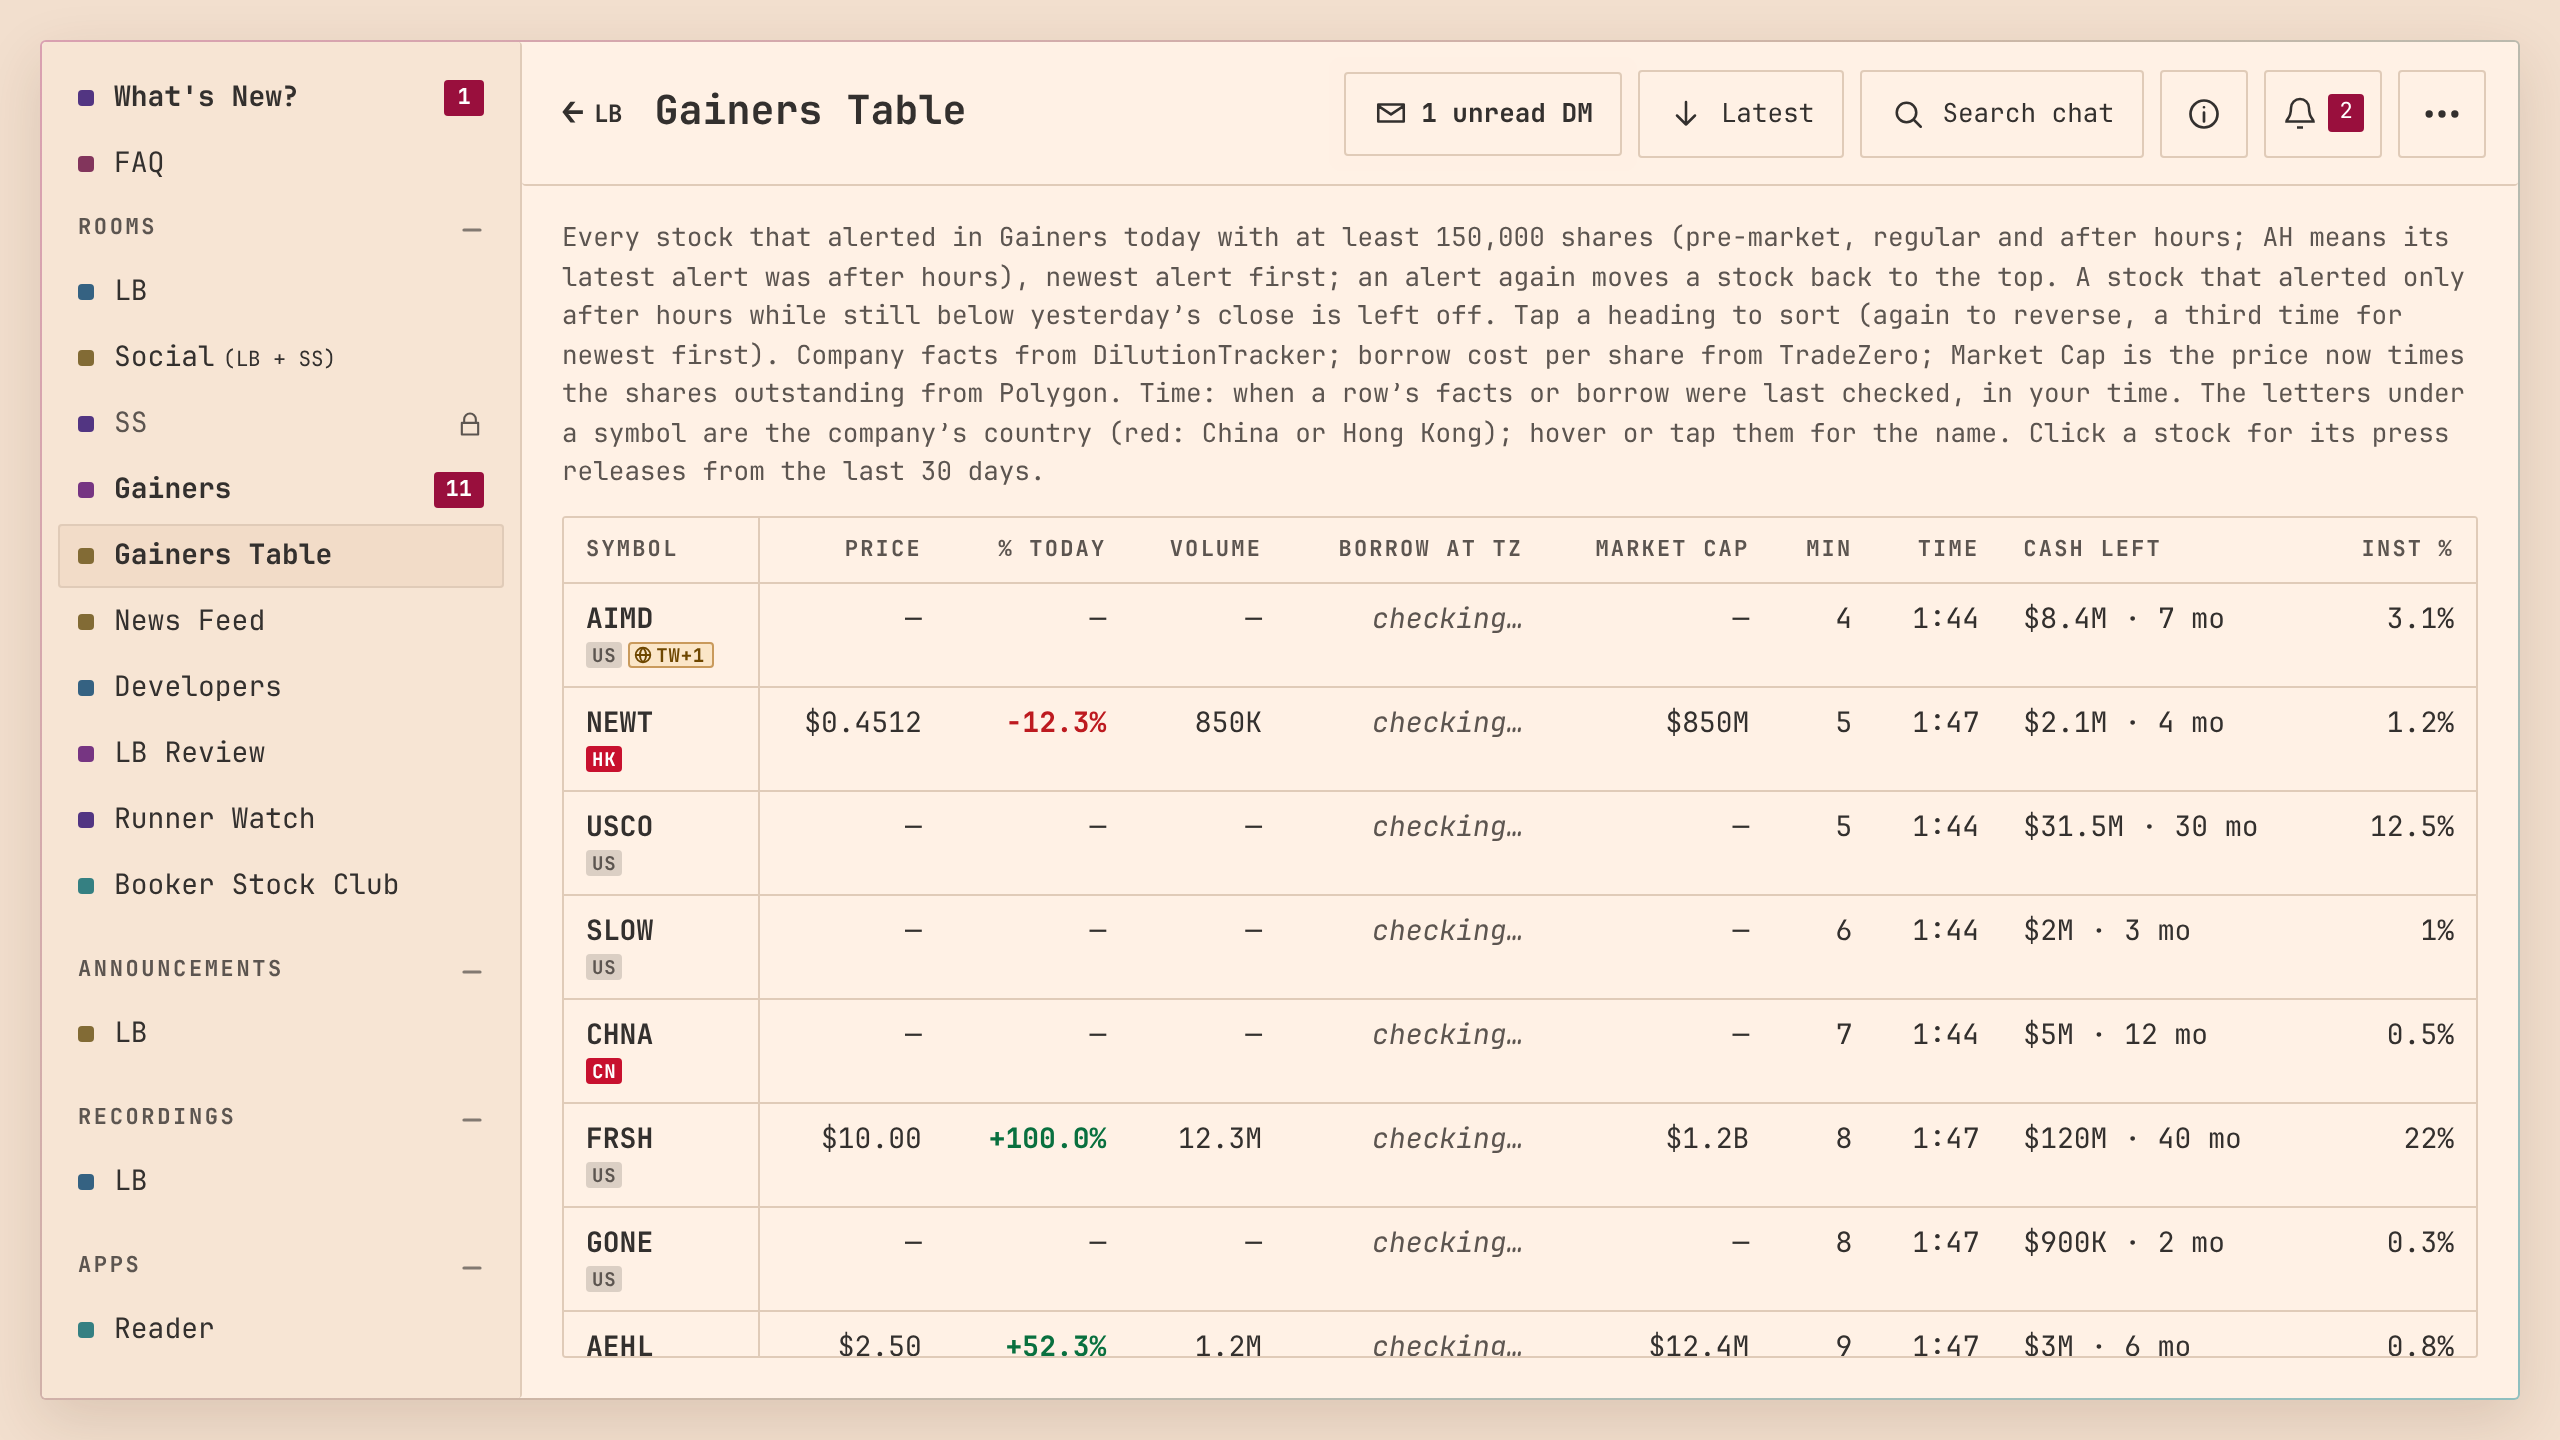 What's New? 1
FAQ
ROOMS —
LB
Social (LB + SS)
SS
Gainers 11
Gainers Table
News Feed
Developers
LB Review
Runner Watch
Booker Stock Club
ANNOUNCEMENTS —
LB
RECORDINGS —
LB
APPS —
Reader
← LB Gainers Table
1 unread DM
↓ Latest
Search chat
2
•••
Every stock that alerted in Gainers today with at least 150,000 shares (pre-market, regular and after hours; AH means its
latest alert was after hours), newest alert first; an alert again moves a stock back to the top. A stock that alerted only
after hours while still below yesterday’s close is left off. Tap a heading to sort (again to reverse, a third time for
newest first). Company facts from DilutionTracker; borrow cost per share from TradeZero; Market Cap is the price now times
the shares outstanding from Polygon. Time: when a row’s facts or borrow were last checked, in your time. The letters under
a symbol are the company’s country (red: China or Hong Kong); hover or tap them for the name. Click a stock for its press
releases from the last 30 days.
SYMBOL PRICE % TODAY VOLUME BORROW AT TZ MARKET CAP MIN TIME CASH LEFT INST %
AIMD — — — checking… — 4 1:44 $8.4M · 7 mo 3.1%
US TW+1
NEWT $0.4512 -12.3% 850K checking… $850M 5 1:47 $2.1M · 4 mo 1.2%
HK
USCO — — — checking… — 5 1:44 $31.5M · 30 mo 12.5%
US
SLOW — — — checking… — 6 1:44 $2M · 3 mo 1%
US
CHNA — — — checking… — 7 1:44 $5M · 12 mo 0.5%
CN
FRSH $10.00 +100.0% 12.3M checking… $1.2B 8 1:47 $120M · 40 mo 22%
US
GONE — — — checking… — 8 1:47 $900K · 2 mo 0.3%
US
AEHL $2.50 +52.3% 1.2M checking… $12.4M 9 1:47 $3M · 6 mo 0.8%